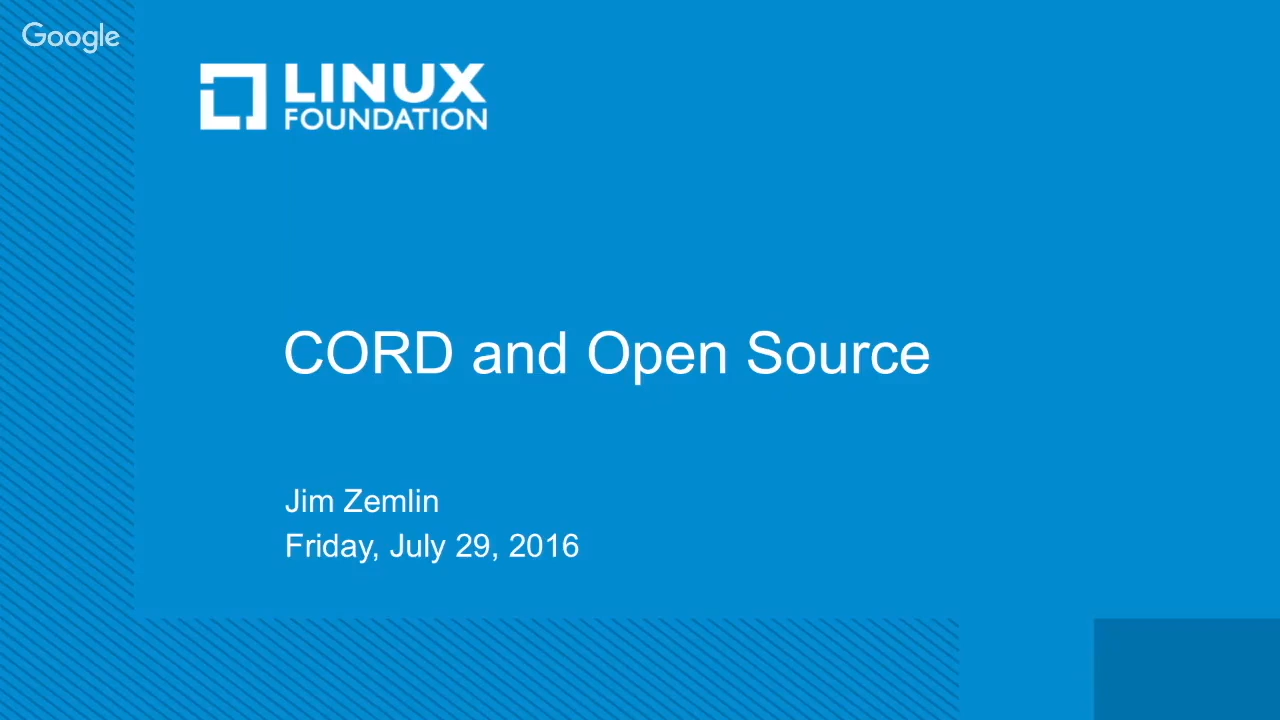 Google
LINUX
FOUNDATION
CORD and Open Source
Jim Zemlin
Friday, July 29, 2016